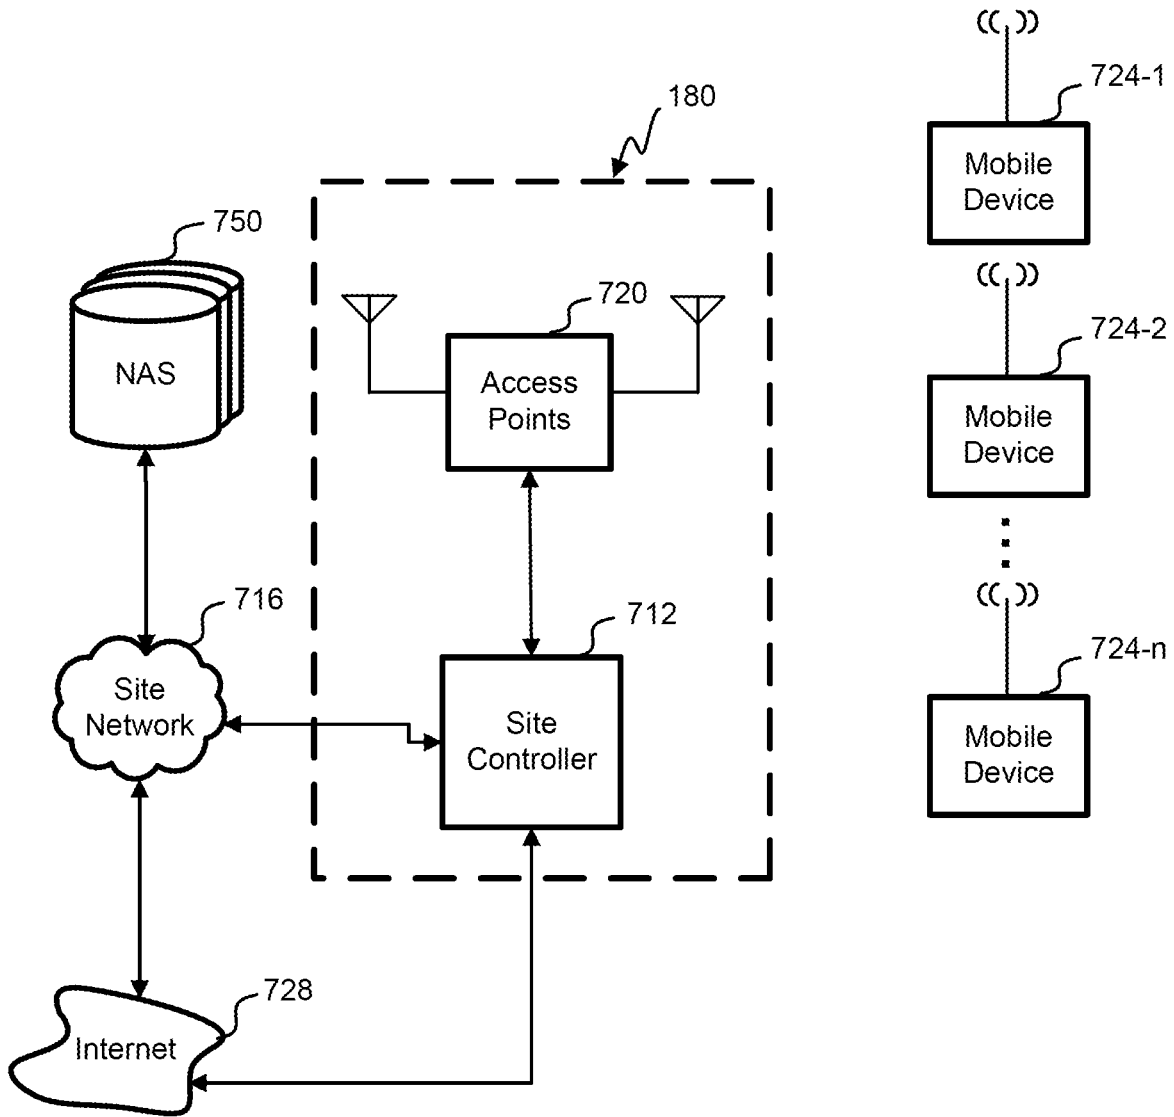 724-1
Mobile
Device
180
750
NAS
720
Access
Points
724-2
Mobile
Device
716
Site
Network
712
Site
Controller
724-n
Mobile
Device
728
Internet